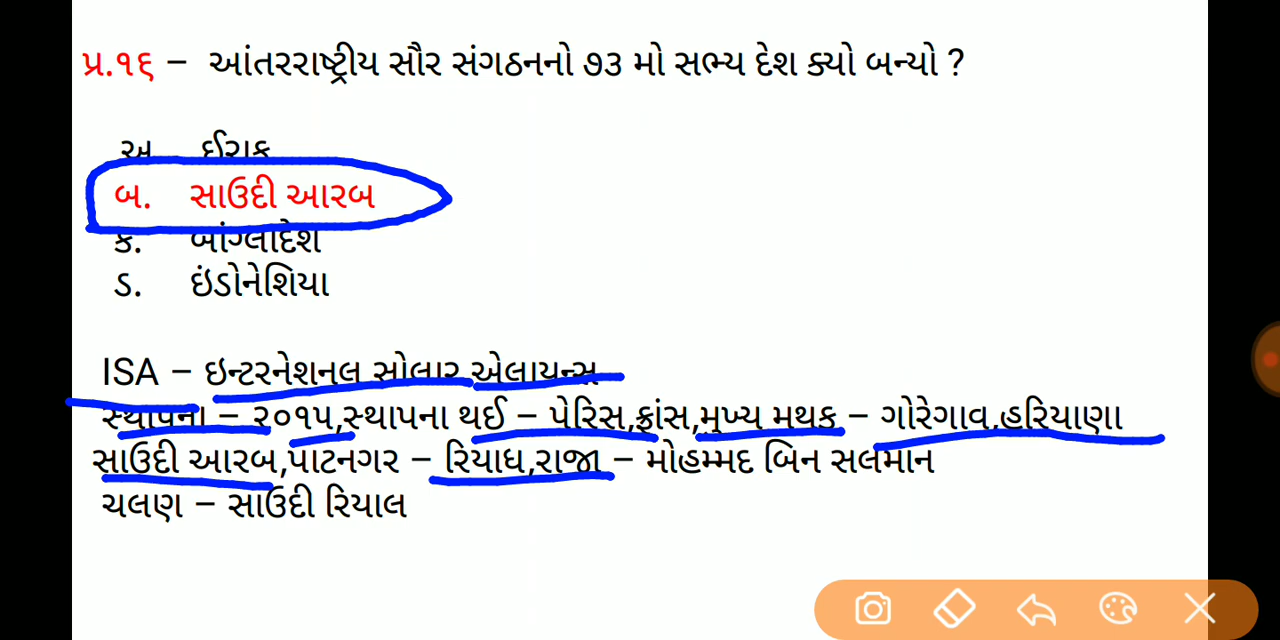 પ્ર.૧૬ – આંતરરાષ્ટ્રીય સૌર સંગઠનનો ૭૩ મો સભ્ય દેશ ક્યો બન્યો ?
અ. ઈરાક
બ. સાઉદી આરબ
ક. બાંગ્લાદેશ
ડ. ઇંડોનેશિયા
ISA – ઇન્ટરનેશનલ સોલાર એલાયન્સ
સ્થાપના – ૨૦૧૫,સ્થાપના થઈ – પેરિસ,ફ્રાંસ,મુખ્ય મથક – ગોરેગાવ,હરિયાણા
સાઉદી આરબ,પાટનગર – રિયાધ,રાજા – મોહમ્મદ બિન સલમાન
ચલણ – સાઉદી રિયાલ